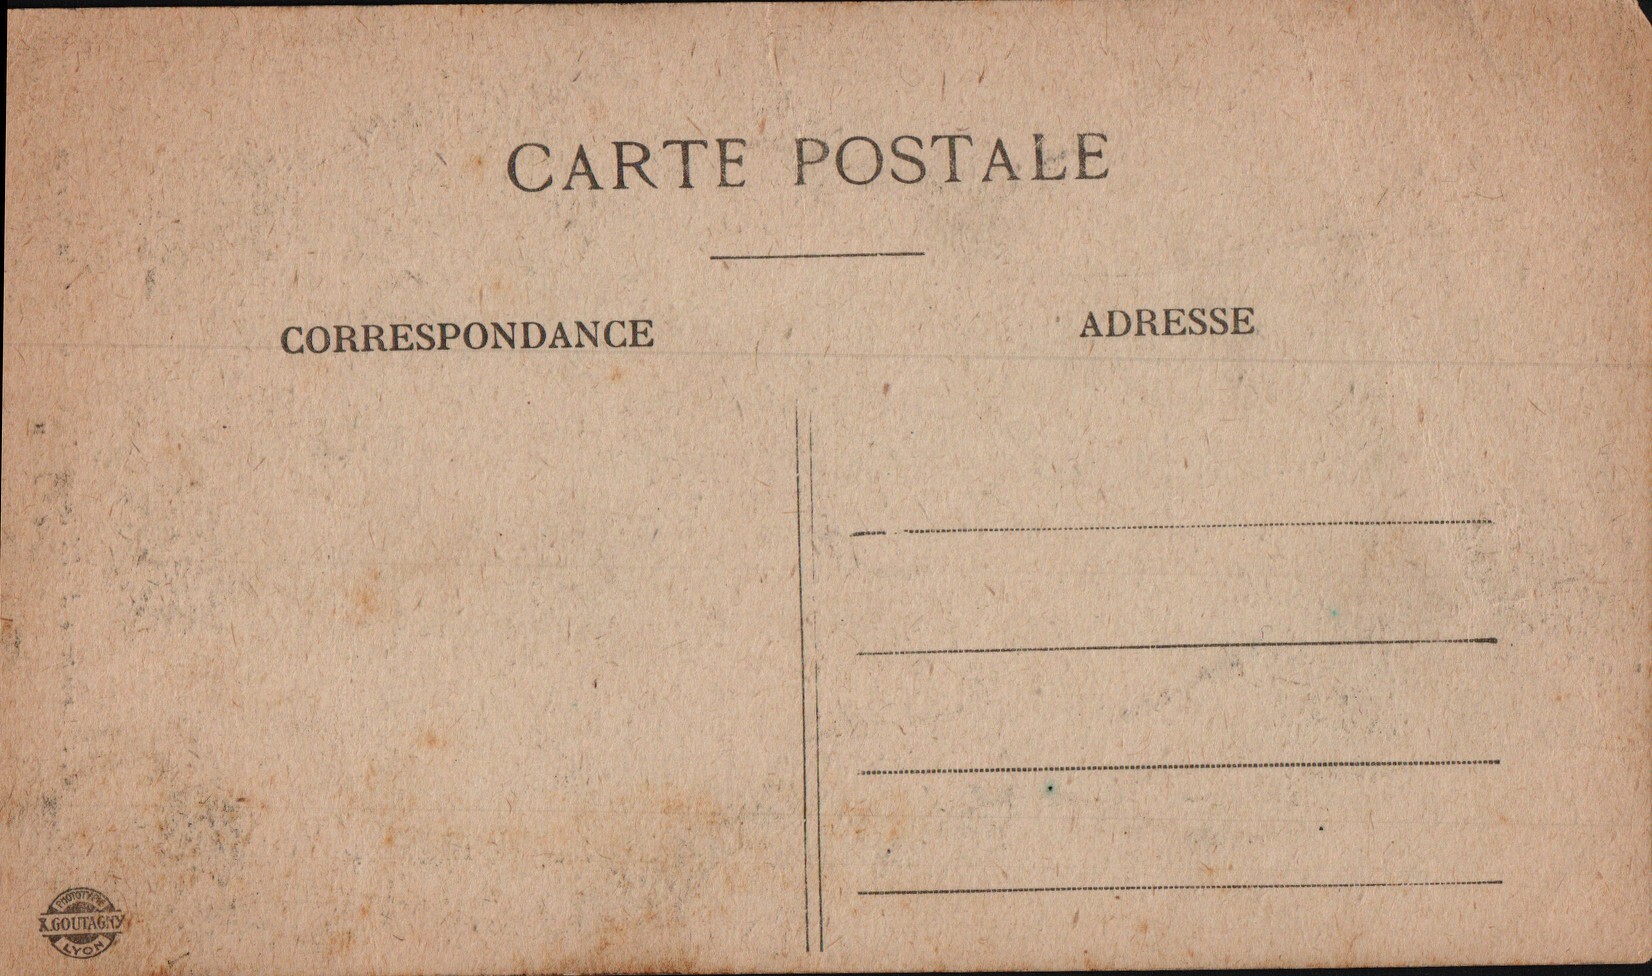 CARTE POSTALE
CORRESPONDANCE
ADRESSE
PHOTOTYPIE
X.GOUTAGNY
LYON